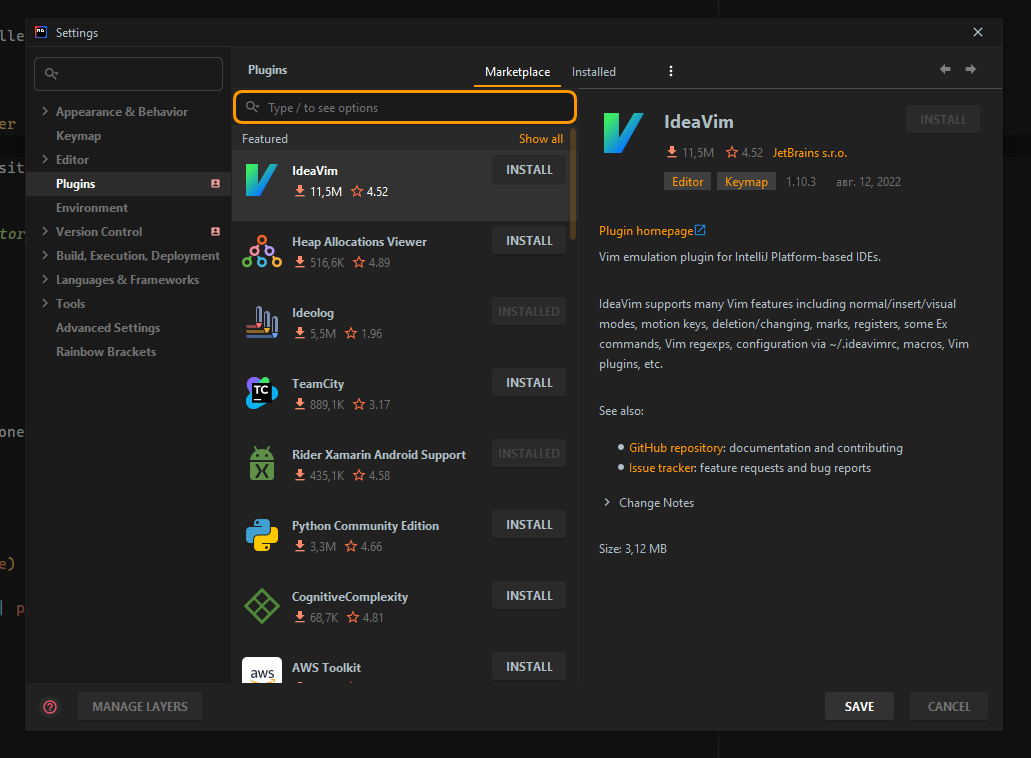 Settings
Plugins
Marketplace
Installed
Type / to see options
Appearance & Behavior
Keymap
Editor
Plugins
Environment
Version Control
Build, Execution, Deployment
Languages & Frameworks
Tools
Advanced Settings
Rainbow Brackets
Featured
Show all
IdeaVim
11,5M 4.52
INSTALL
Heap Allocations Viewer
516,6K 4.89
INSTALL
Ideolog
5,5M 1.96
INSTALLED
TeamCity
889,1K 3.17
INSTALL
Rider Xamarin Android Support
435,1K 4.58
INSTALLED
Python Community Edition
3,3M 4.66
INSTALL
CognitiveComplexity
68,7K 4.81
INSTALL
AWS Toolkit
INSTALL
IdeaVim
INSTALL
11,5M 4.52 JetBrains s.r.o.
Editor Keymap 1.10.3 авг. 12, 2022
Plugin homepage
Vim emulation plugin for IntelliJ Platform-based IDEs.
IdeaVim supports many Vim features including normal/insert/visual
modes, motion keys, deletion/changing, marks, registers, some Ex
commands, Vim regexps, configuration via ~/.ideavimrc, macros, Vim
plugins, etc.
See also:
GitHub repository: documentation and contributing
Issue tracker: feature requests and bug reports
Change Notes
Size: 3,12 MB
MANAGE LAYERS
SAVE
CANCEL
lle
er
sit
tor
one
e)
p
TC
X
aws